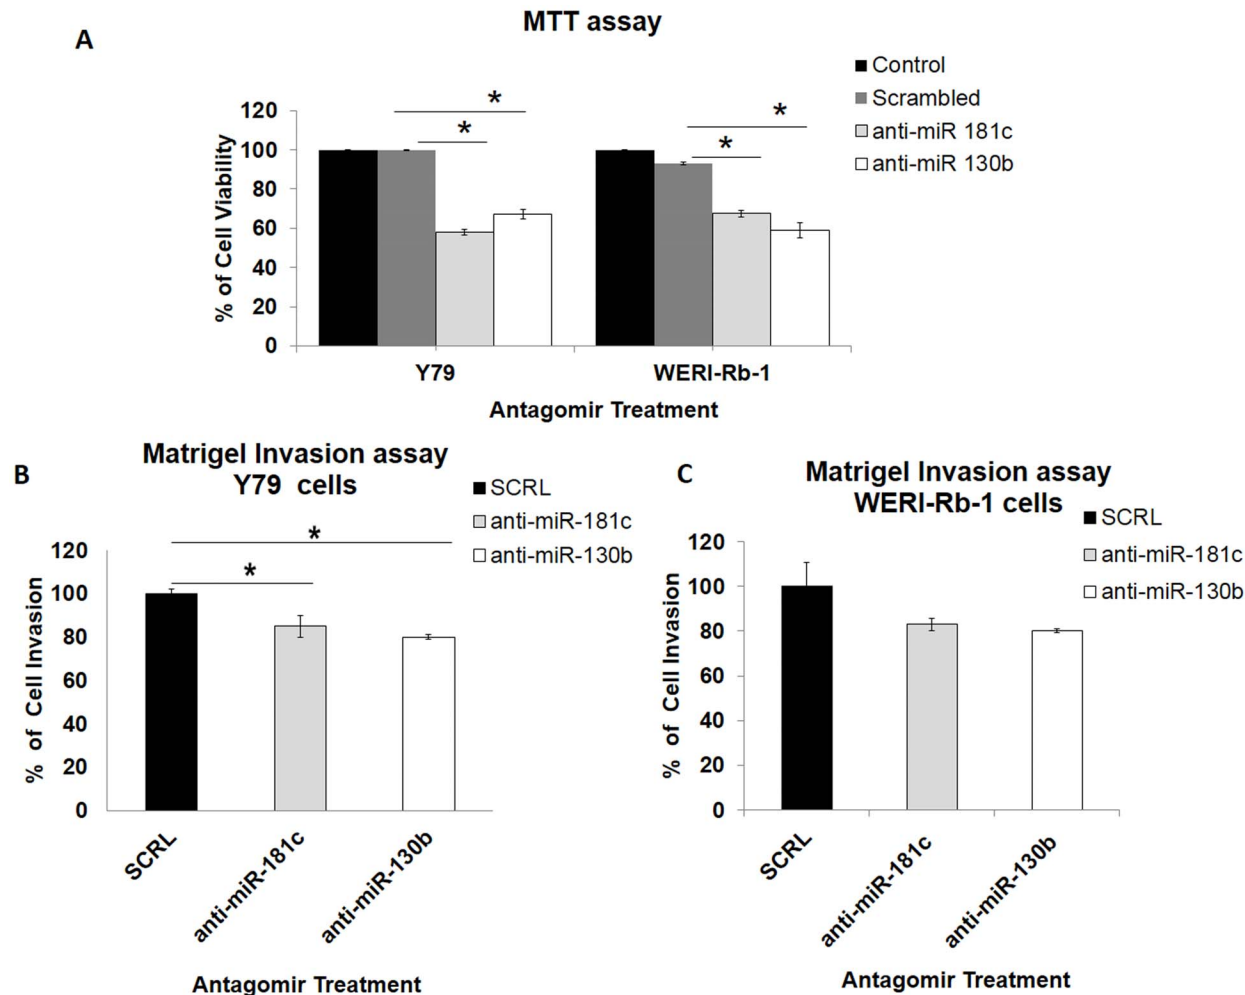 A
MTT assay
Control
Scrambled
anti-miR 181c
anti-miR 130b
% of Cell Viability
120
100
80
60
40
20
0
*
*
*
*
Y79
WERI-Rb-1
Antagomir Treatment
B
Matrigel Invasion assay
Y79 cells
SCRL
anti-miR-181c
anti-miR-130b
% of Cell Invasion
120
100
80
60
40
20
0
*
*
SCRL
anti-miR-181c
anti-miR-130b
Antagomir Treatment
C
Matrigel Invasion assay
WERI-Rb-1 cells
SCRL
anti-miR-181c
anti-miR-130b
% of Cell Invasion
120
100
80
60
40
20
0
SCRL
anti-miR-181c
anti-miR-130b
Antagomir Treatment